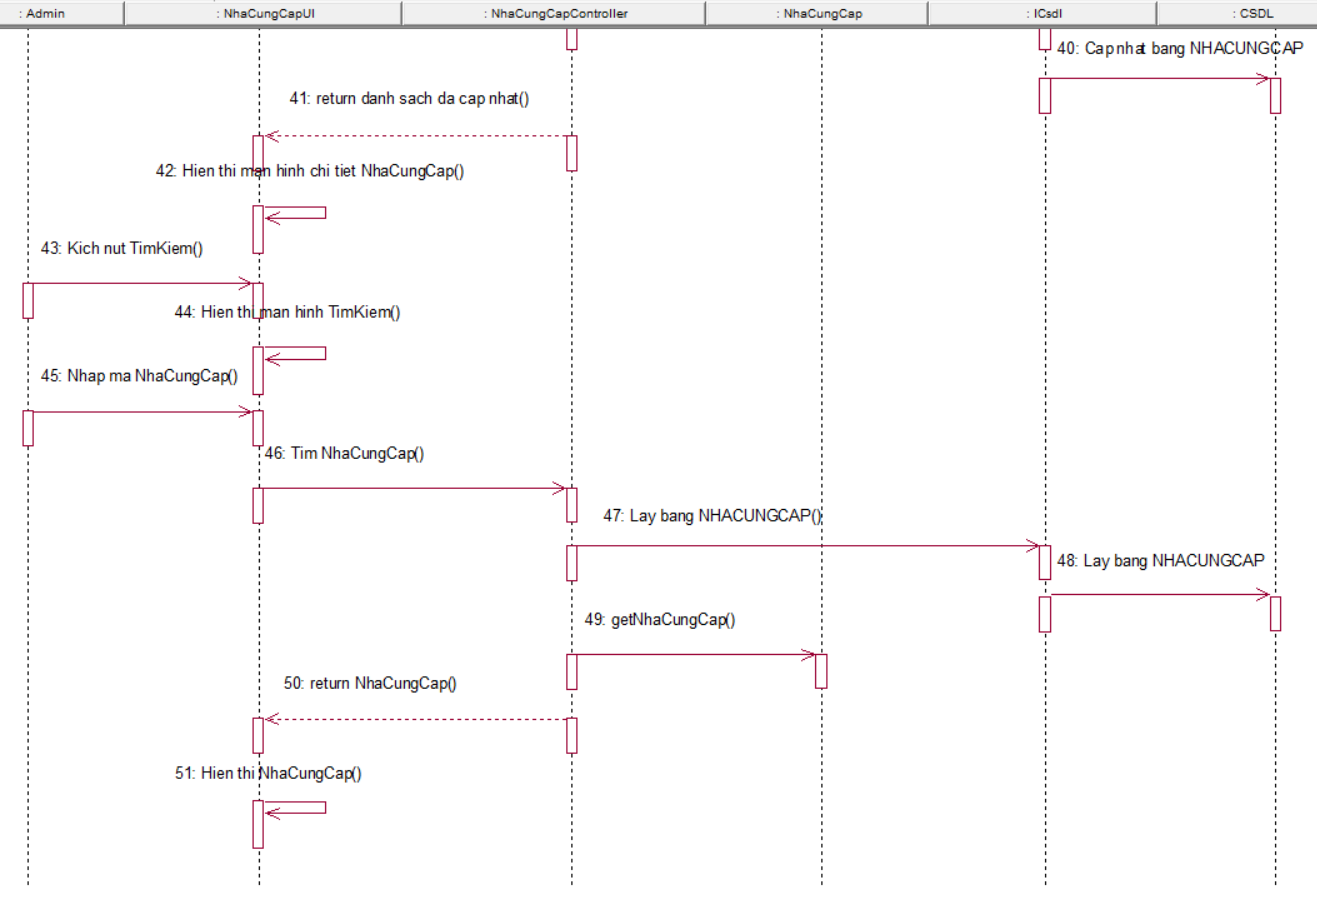 : Admin
: NhaCungCapUI
: NhaCungCapController
: NhaCungCap
: ICsdl
: CSDL
40: Cap nhat bang NHACUNGCAP
41: return danh sach da cap nhat()
42: Hien thi man hinh chi tiet NhaCungCap()
43: Kich nut TimKiem()
44: Hien thi man hinh TimKiem()
45: Nhap ma NhaCungCap()
46: Tim NhaCungCap()
47: Lay bang NHACUNGCAP()
48: Lay bang NHACUNGCAP
49: getNhaCungCap()
50: return NhaCungCap()
51: Hien thi NhaCungCap()